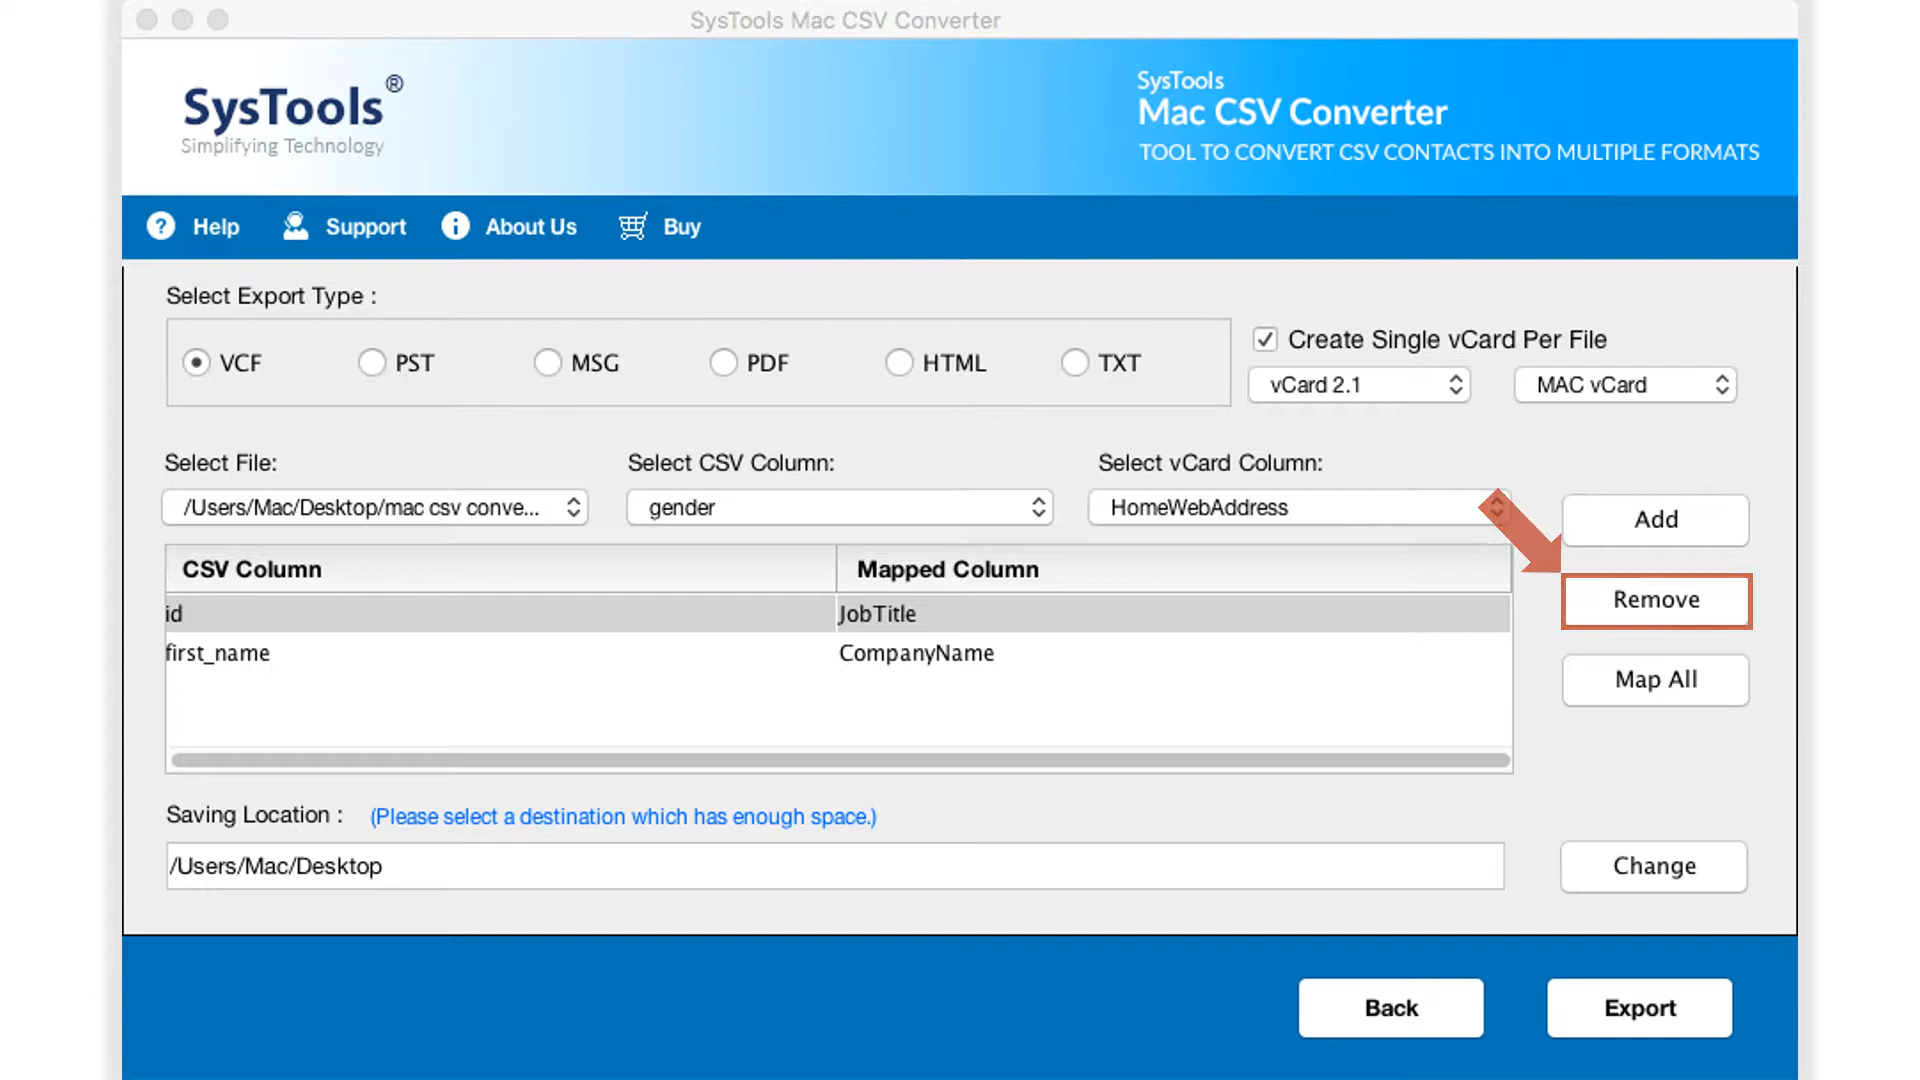 SysTools Mac CSV Converter
SysTools®
Simplifying Technology
SysTools
Mac CSV Converter
TOOL TO CONVERT CSV CONTACTS INTO MULTIPLE FORMATS
? Help Support i About Us Buy
Select Export Type :
VCF PST MSG PDF HTML TXT
Create Single vCard Per File
vCard 2.1 MAC vCard
Select File: Select CSV Column: Select vCard Column:
/Users/Mac/Desktop/mac csv conve... gender HomeWebAddress
Add
CSV Column Mapped Column
Remove
id JobTitle
first_name CompanyName
Map All
Saving Location : (Please select a destination which has enough space.)
/Users/Mac/Desktop
Change
Back Export